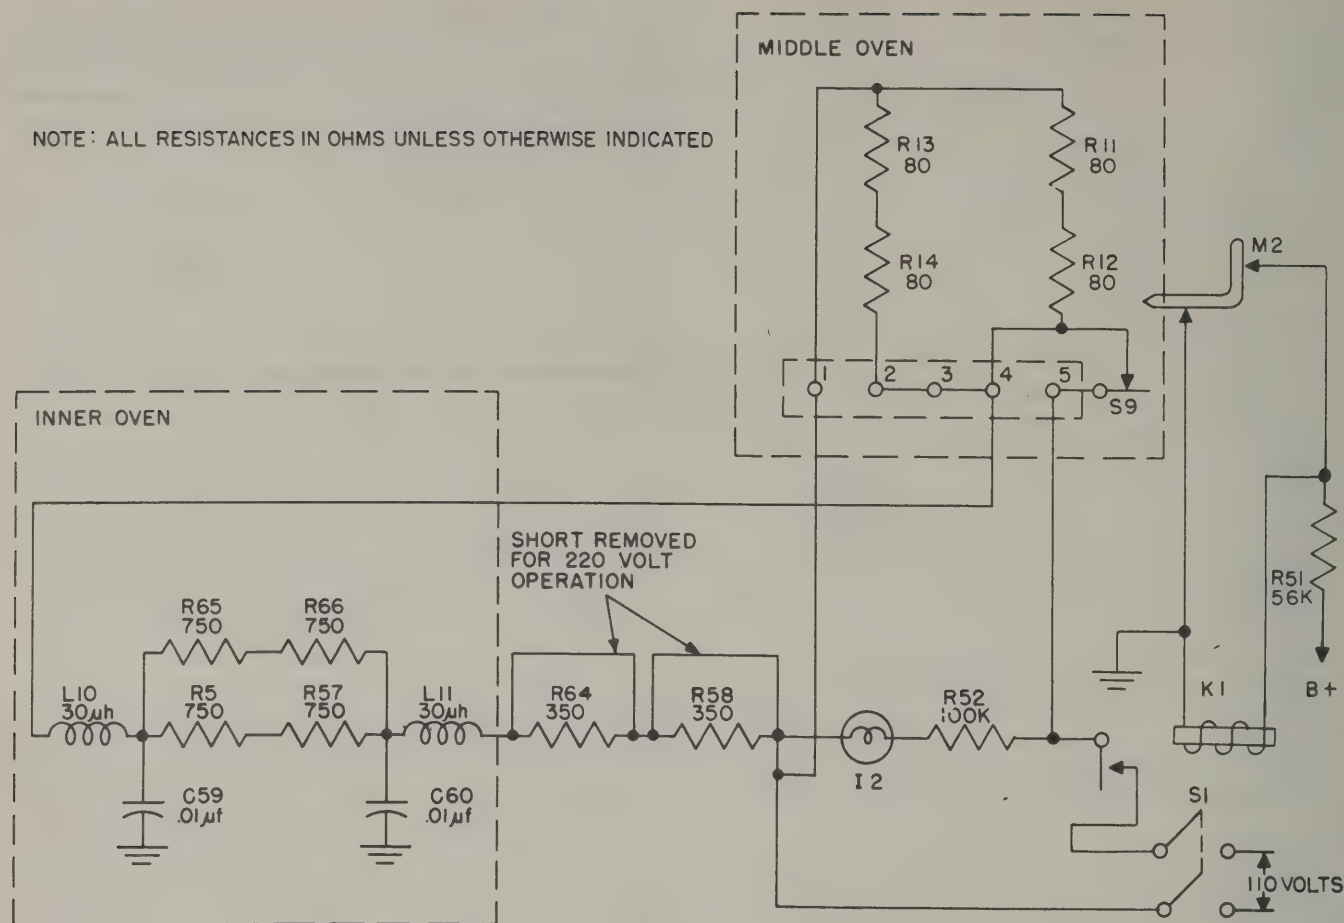 MIDDLE OVEN
NOTE: ALL RESISTANCES IN OHMS UNLESS OTHERWISE INDICATED
R13
80
R11
80
R14
80
R12
80
M2
1
2
3
4
5
S9
INNER OVEN
SHORT REMOVED
FOR 220 VOLT
OPERATION
R51
56K
B+
K1
R65
750
R66
750
L10
30μh
R5
750
R57
750
L11
30μh
R64
350
R58
350
I2
R52
100K
C59
.01μf
C60
.01μf
S1
110 VOLTS